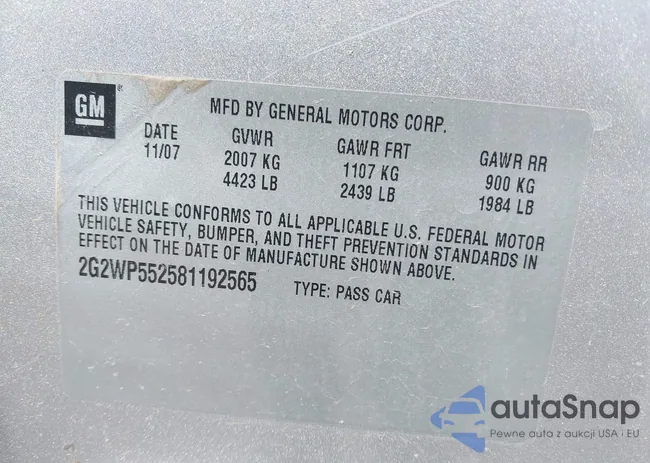 GM ®
MFD BY GENERAL MOTORS CORP.
DATE GVWR GAWR FRT GAWR RR
11/07 2007 KG 1107 KG 900 KG
4423 LB 2439 LB 1984 LB
THIS VEHICLE CONFORMS TO ALL APPLICABLE U.S. FEDERAL MOTOR
VEHICLE SAFETY, BUMPER, AND THEFT PREVENTION STANDARDS IN
EFFECT ON THE DATE OF MANUFACTURE SHOWN ABOVE.
2G2WP552581192565 TYPE: PASS CAR
autaSnap
Pewne auta z aukcji USA i EU